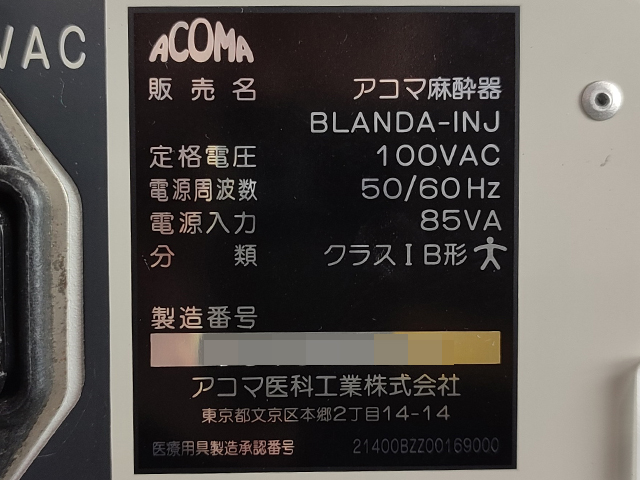 VAC
ACOMA
販売名 アコマ麻酔器
BLANDA-INJ
定格電圧 100VAC
電源周波数 50/60Hz
電源入力 85VA
分類 クラスⅠB形
製造番号
アコマ医科工業株式会社
東京都文京区本郷2丁目14-14
医療用具製造承認番号 21400BZZ00169000